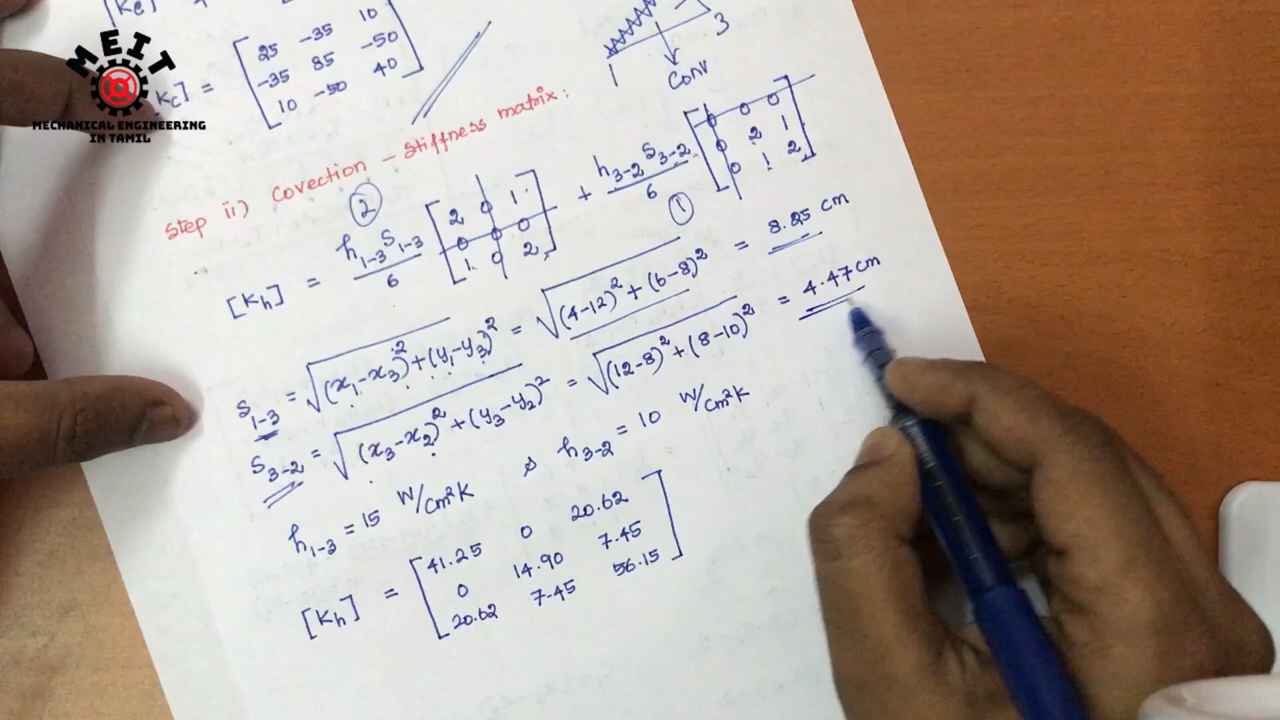 [Kc]
[Kc] = [25 -35 10
-35 85 -50
10 -50 40]
MEIT
MECHANICAL ENGINEERING
IN TAMIL
1 3
Conv
Step ii) Covection - stiffness matrix:
② ①
[Kh] = h1-3 S1-3 / 6 [2 0 1
0 0 0
1 0 2] + h3-2 S3-2 / 6 [0 0 0
0 2 1
0 1 2]
S1-3 = √(x1-x3)² + (y1-y3)² = √(4-12)² + (6-8)² = 8.25 cm
S3-2 = √(x3-x2)² + (y3-y2)² = √(12-8)² + (8-10)² = 4.47 cm
h1-3 = 15 W/cm²K & h3-2 = 10 W/cm²K
[Kh] = [41.25 0 20.62
0 14.90 7.45
20.62 7.45 56.15]